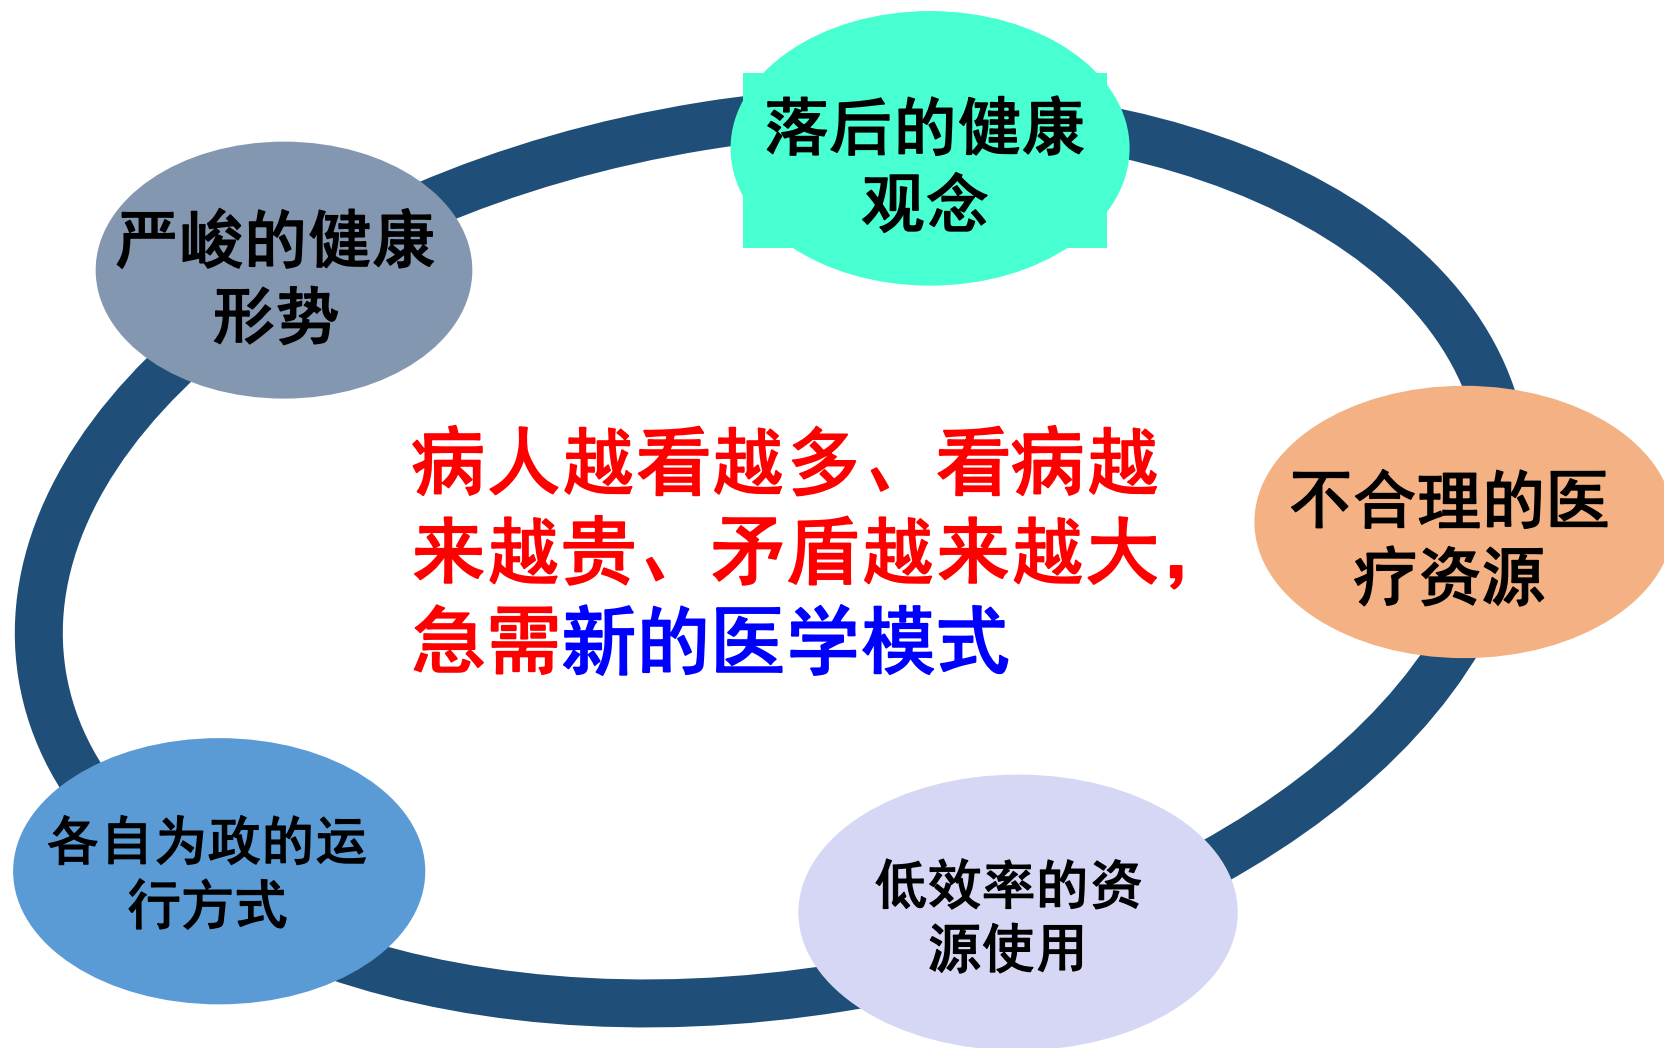 落后的健康
观念
严峻的健康
形势
病人越看越多、看病越
来越贵、矛盾越来越大，
急需新的医学模式
不合理的医
疗资源
各自为政的运
行方式
低效率的资
源使用